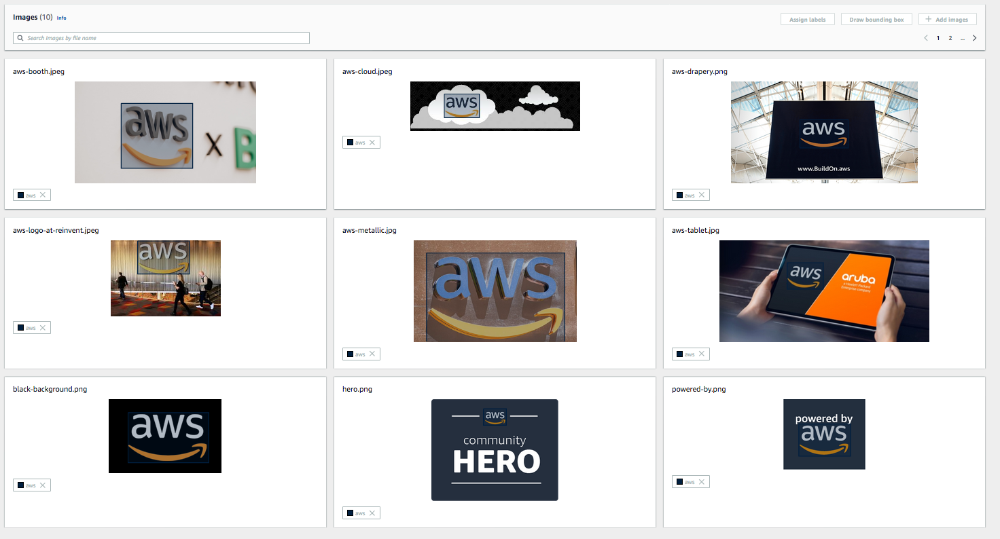 Images (10) Info
Assign labels
Draw bounding box
Add images
Search images by file name
1 2 ...
aws-booth.jpeg
aws
x B
aws
aws-cloud.jpeg
aws
aws
aws-drapery.png
aws
www.BuildOn.aws
aws
aws-logo-at-reinvent.jpeg
aws
aws
aws-metallic.jpg
aws
aws
aws-tablet.jpg
aws
aruba
a Hewlett Packard
Enterprise company
aws
black-background.png
aws
aws
hero.png
aws
community
HERO
aws
powered-by.png
powered by
aws
aws